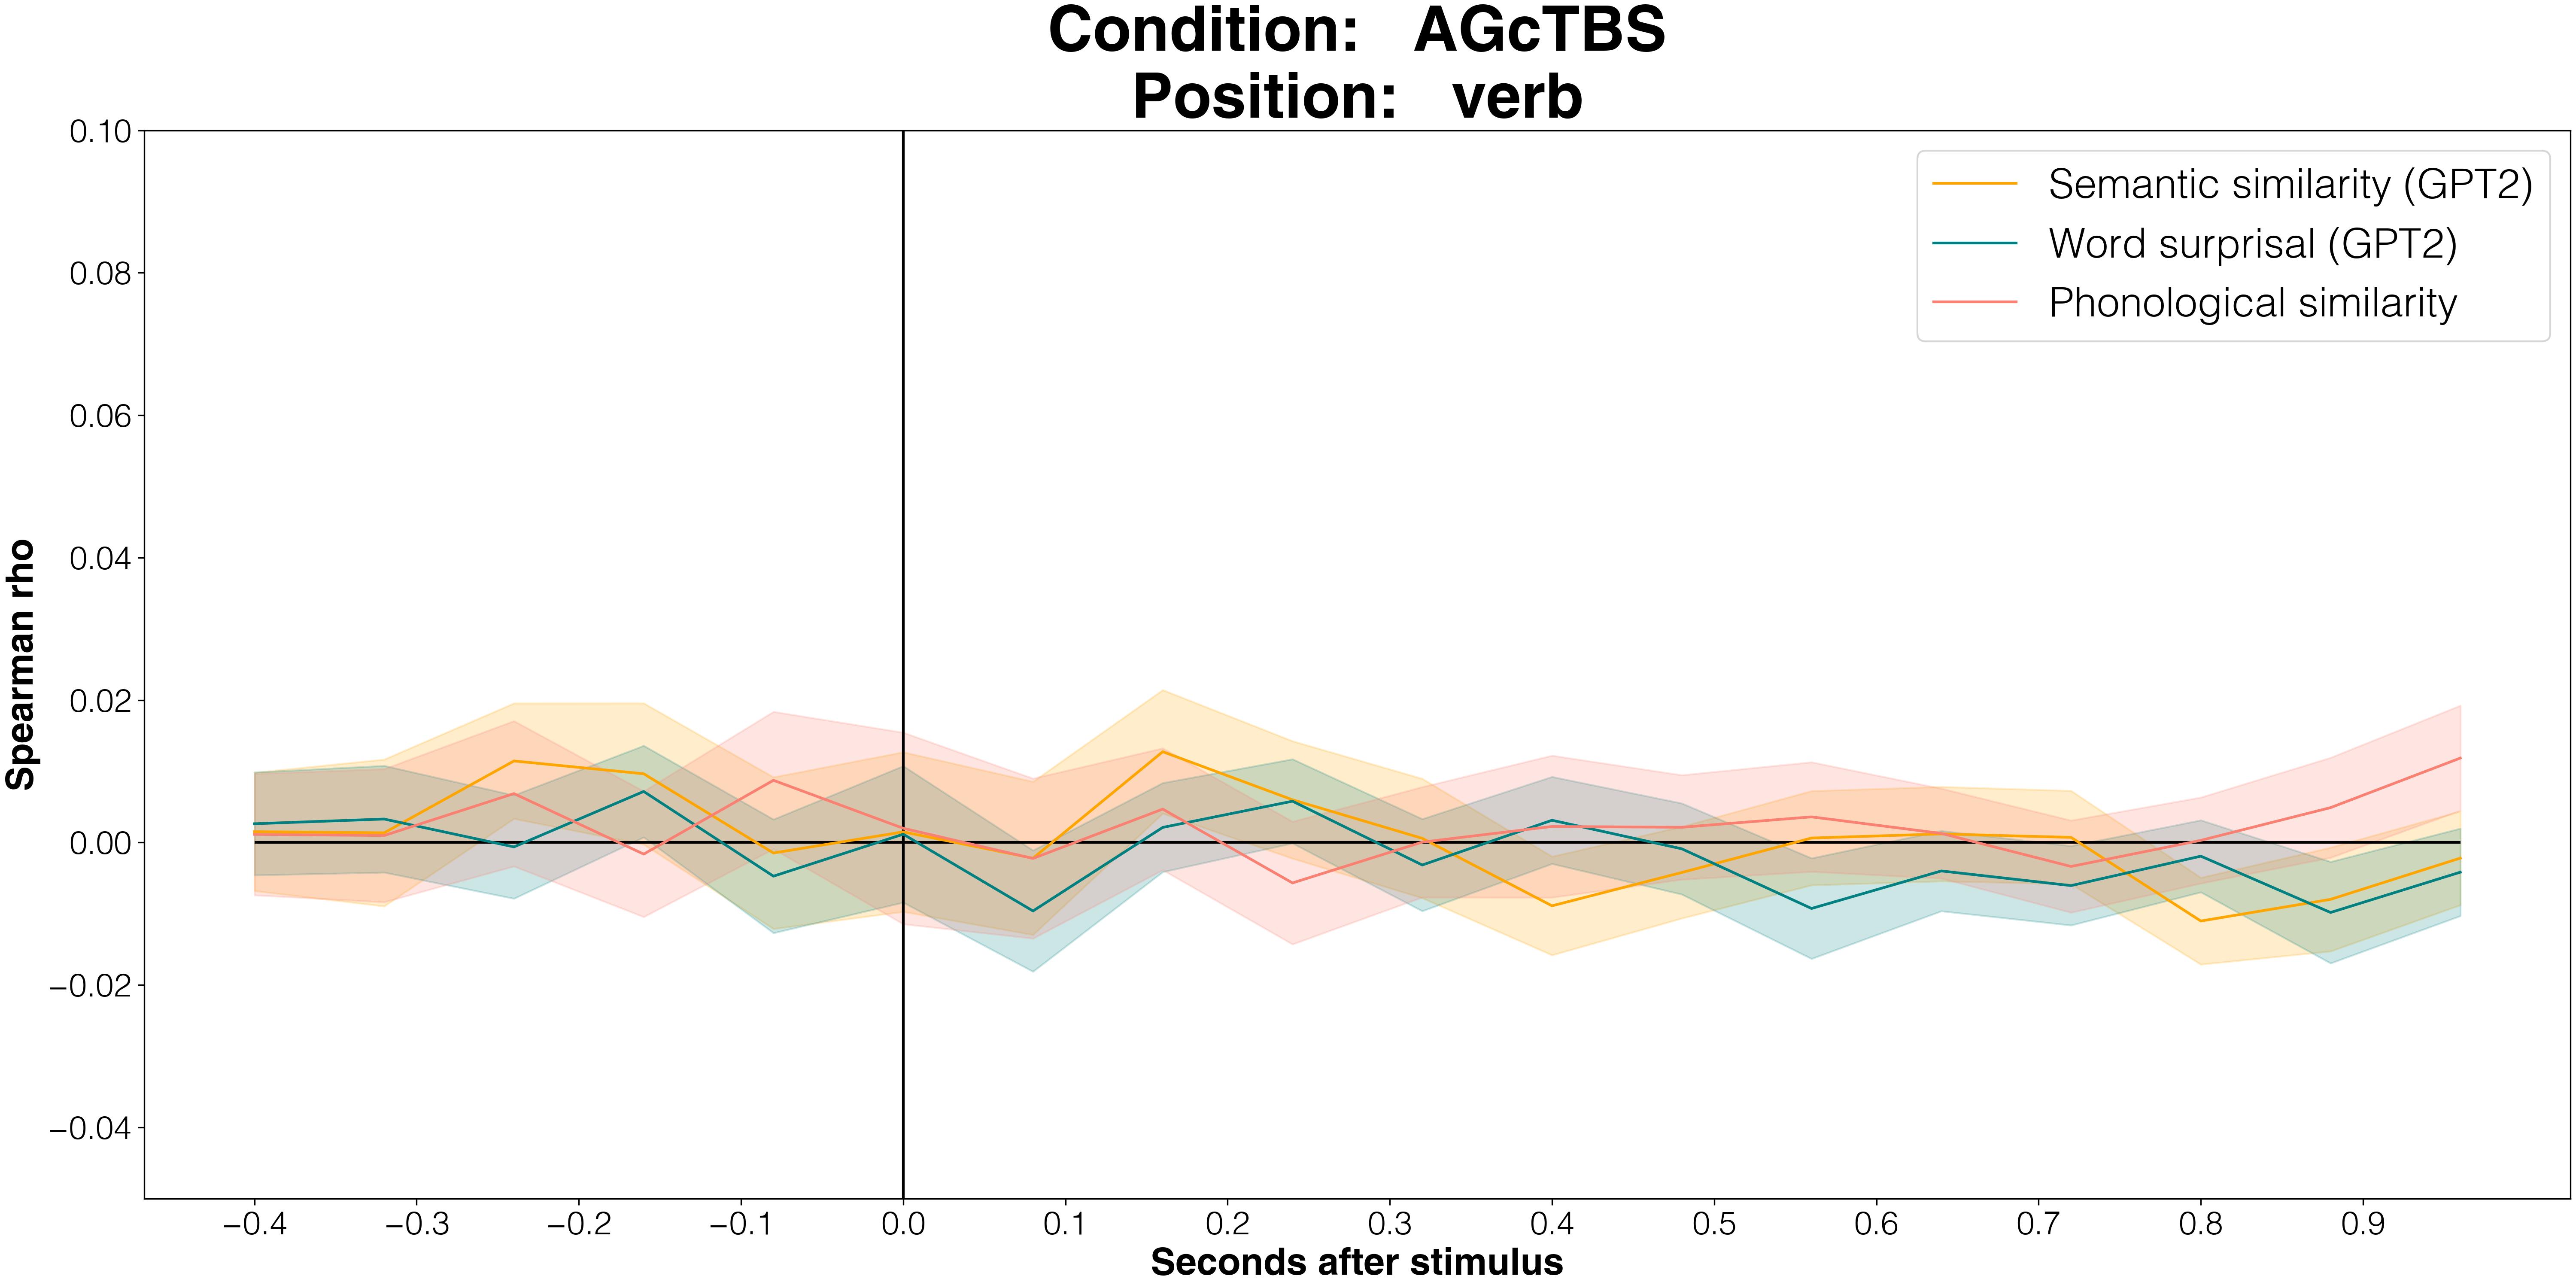 Condition: AGcTBS
Position: verb
0.10
0.08
0.06
0.04
0.02
0.00
−0.02
−0.04
Spearman rho
Semantic similarity (GPT2)
Word surprisal (GPT2)
Phonological similarity
−0.4 −0.3 −0.2 −0.1 0.0 0.1 0.2 0.3 0.4 0.5 0.6 0.7 0.8 0.9
Seconds after stimulus